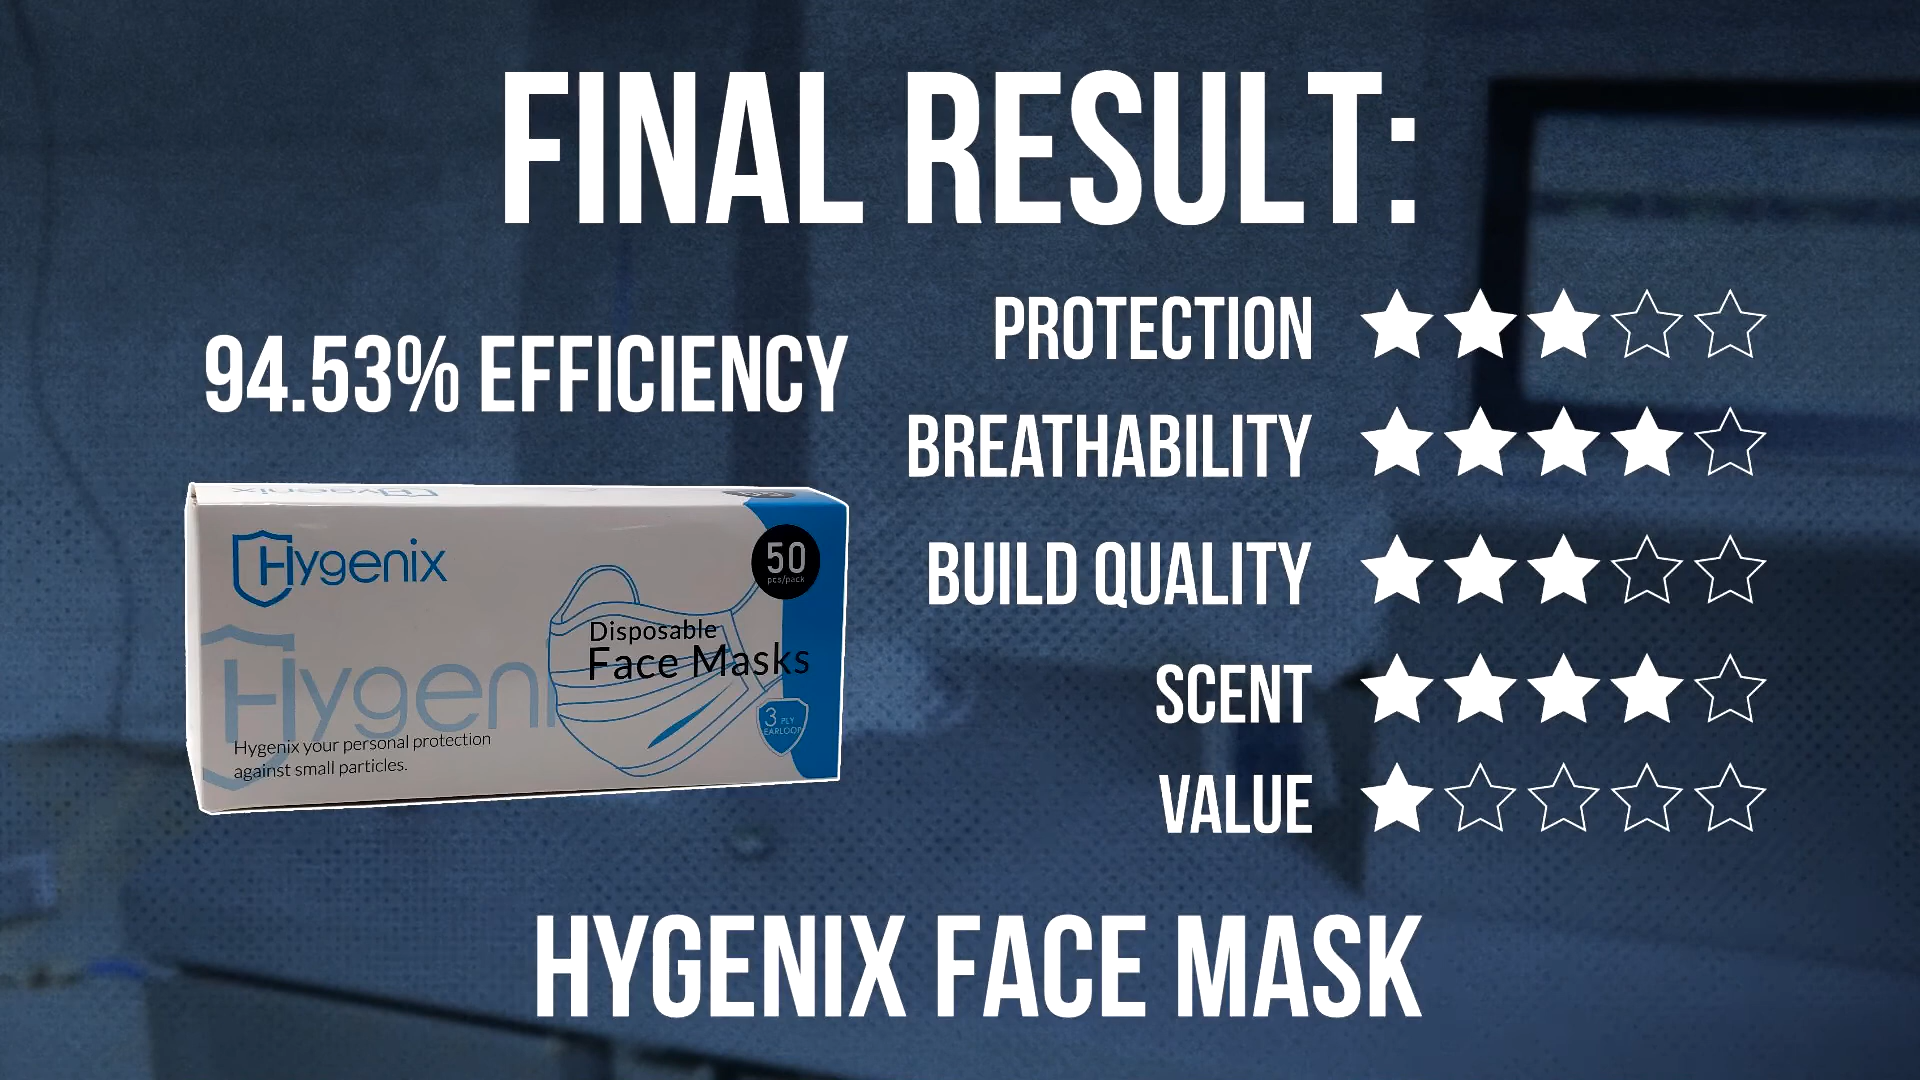 FINAL RESULT:
94.53% EFFICIENCY
PROTECTION
BREATHABILITY
BUILD QUALITY
SCENT
VALUE
Hygenix
Hygenix
50
pcs/pack
Disposable
Face Masks
Hygeni
3 PLY
EARLOOP
Hygenix your personal protection
against small particles.
HYGENIX FACE MASK